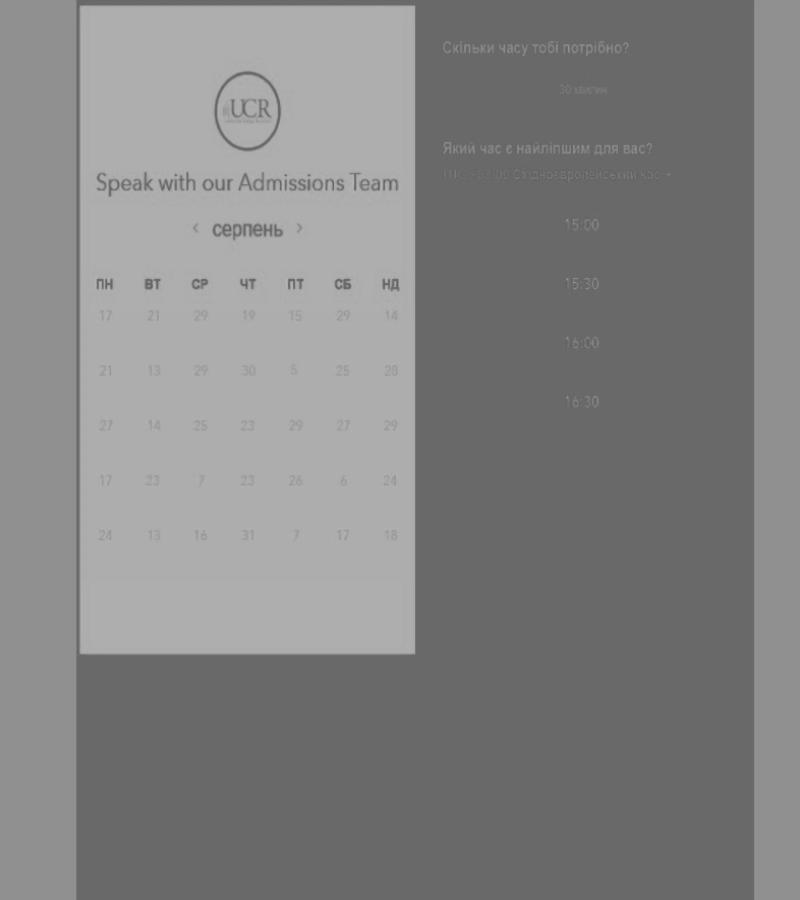 UCR
Speak with our Admissions Team
‹ серпень ›
ПН ВТ СР ЧТ ПТ СБ НД
17 21 29 19 15 29 14
21 13 29 30 5 25 28
27 14 25 23 29 27 29
17 23 7 23 26 6 24
24 13 16 31 7 17 18
Скільки часу тобі потрібно?
30 хвилин
Який час є найліпшим для вас?
Східноєвропейський час
15:00
15:30
16:00
16:30